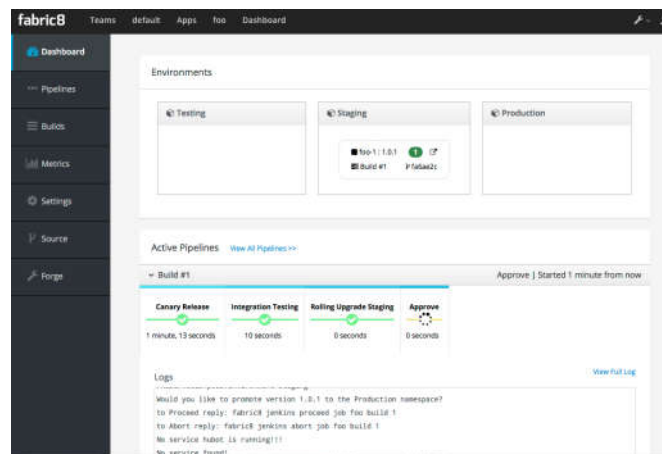 fabric8 Teams default Apps foo Dashboard
Dashboard
Pipelines
Builds
Metrics
Settings
Source
Forge
Environments
Testing
Staging
Production
foo-1 : 1.0.1 1
Build #1 fa6ae2c
Active Pipelines View All Pipelines >>
Build #1 Approve | Started 1 minute from now
Canary Release Integration Testing Rolling Upgrade Staging Approve
1 minute, 13 seconds 10 seconds 0 seconds 0 seconds
Logs View Full Log
Would you like to promote version 1.0.1 to the Production namespace?
to Proceed reply: fabric8 jenkins proceed job foo build 1
to Abort reply: fabric8 jenkins abort job foo build 1
No service hubot is running!!!
No service found!